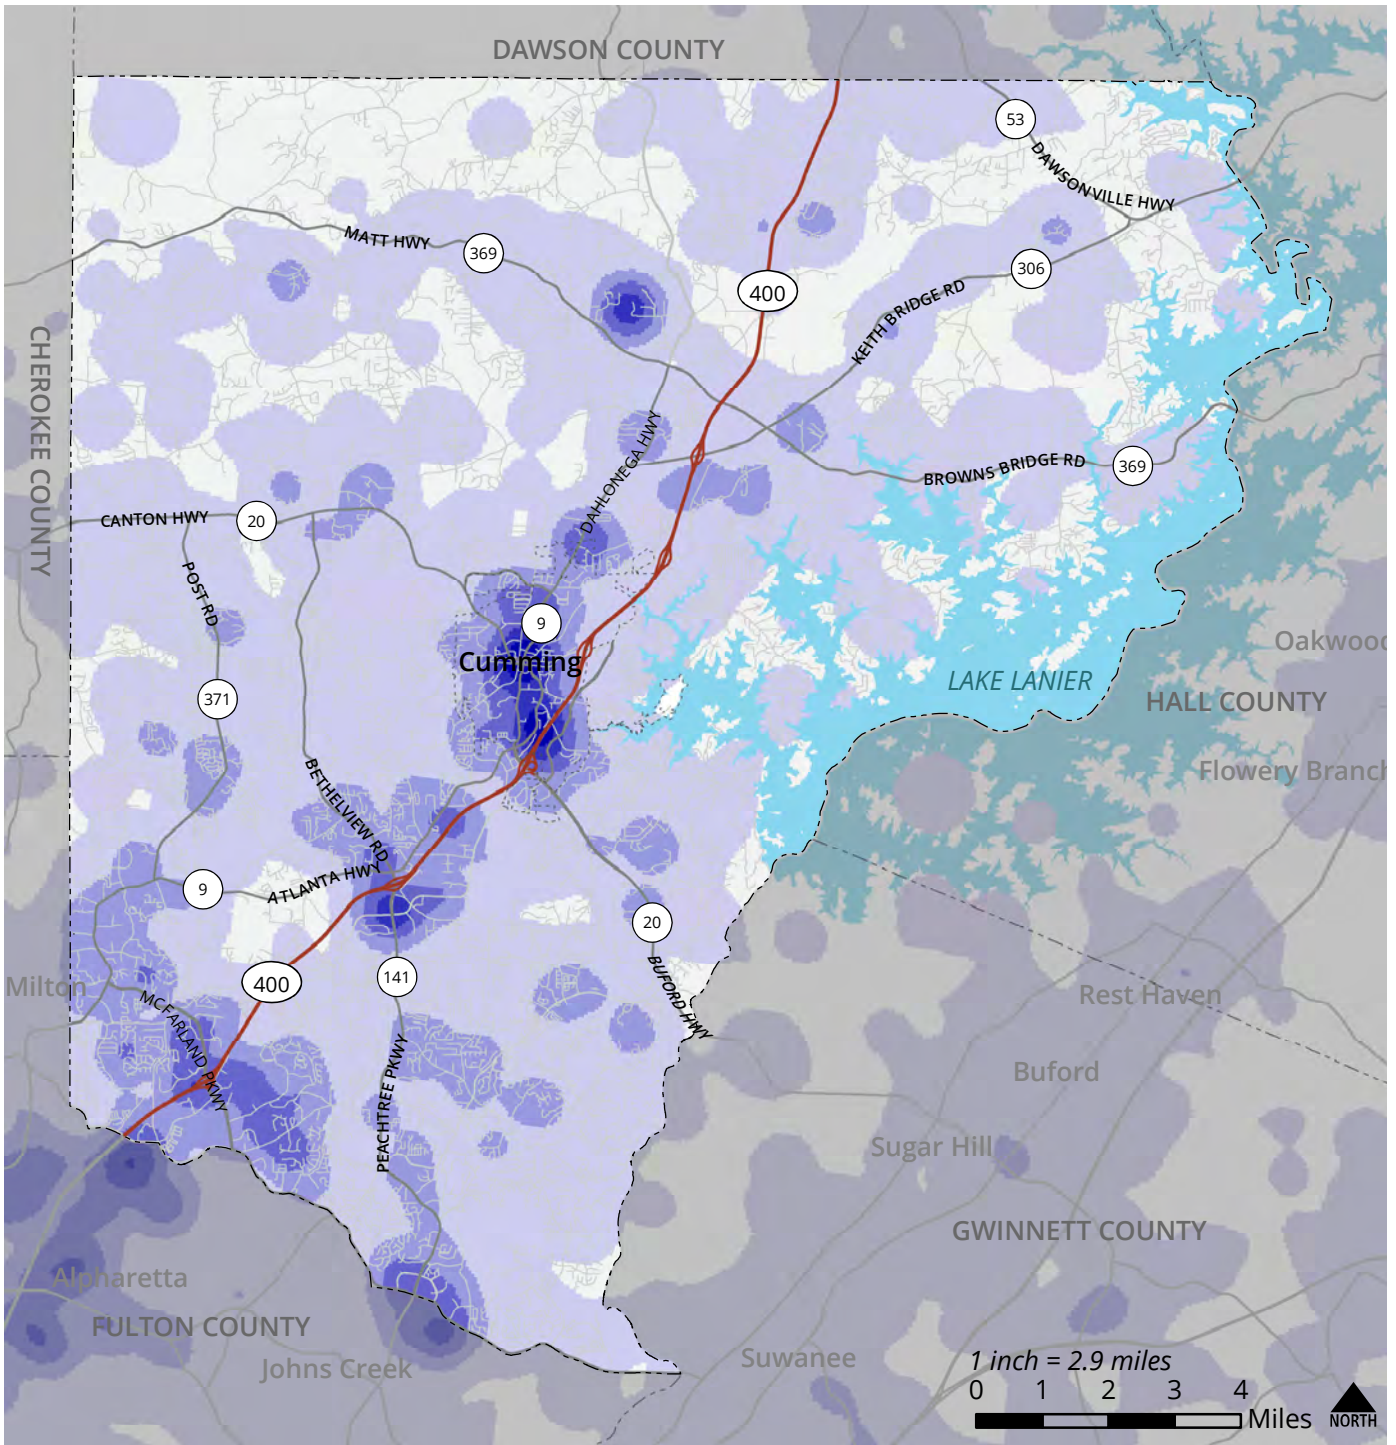 DAWSON COUNTY
53
DAWSONVILLE HWY
MATT HWY
369
306
400
KEITH BRIDGE RD
CHEROKEE COUNTY
DAHLONEGA HWY
BROWNS BRIDGE RD
369
CANTON HWY
20
POST RD
9
Cumming
Oakwood
LAKE LANIER
HALL COUNTY
371
Flowery Branch
BETHELVIEW RD
9
ATLANTA HWY
20
141
400
BUFORD HWY
Milton
MCFARLAND PKWY
Rest Haven
PEACHTREE PKWY
Buford
Sugar Hill
GWINNETT COUNTY
Alpharetta
FULTON COUNTY
Johns Creek
Suwanee
1 inch = 2.9 miles
0 1 2 3 4
Miles
NORTH